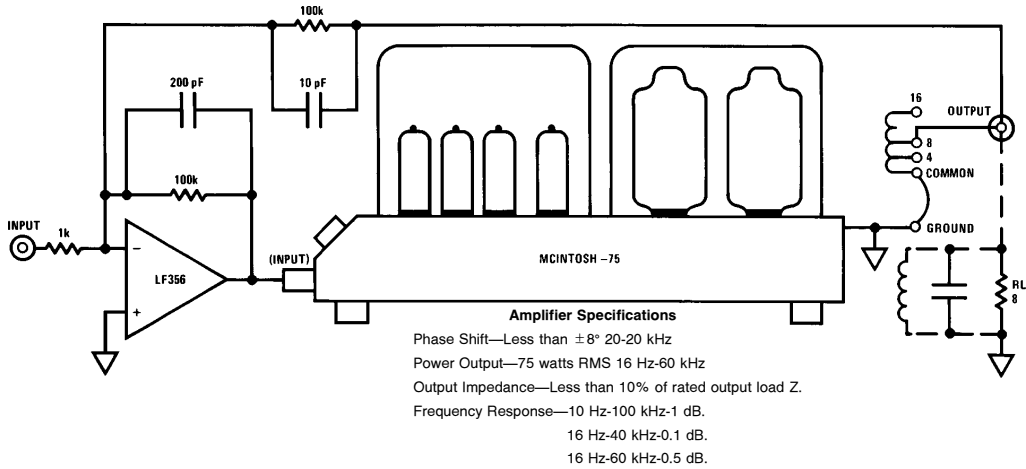 100k
200 pF
10 pF
16
OUTPUT
8
4
100k
COMMON
INPUT
1k
GROUND
−
(INPUT)
MCINTOSH –75
LF356
RL
8
+
Amplifier Specifications
Phase Shift—Less than ±8° 20-20 kHz
Power Output—75 watts RMS 16 Hz-60 kHz
Output Impedance—Less than 10% of rated output load Z.
Frequency Response—10 Hz-100 kHz-1 dB.
16 Hz-40 kHz-0.1 dB.
16 Hz-60 kHz-0.5 dB.